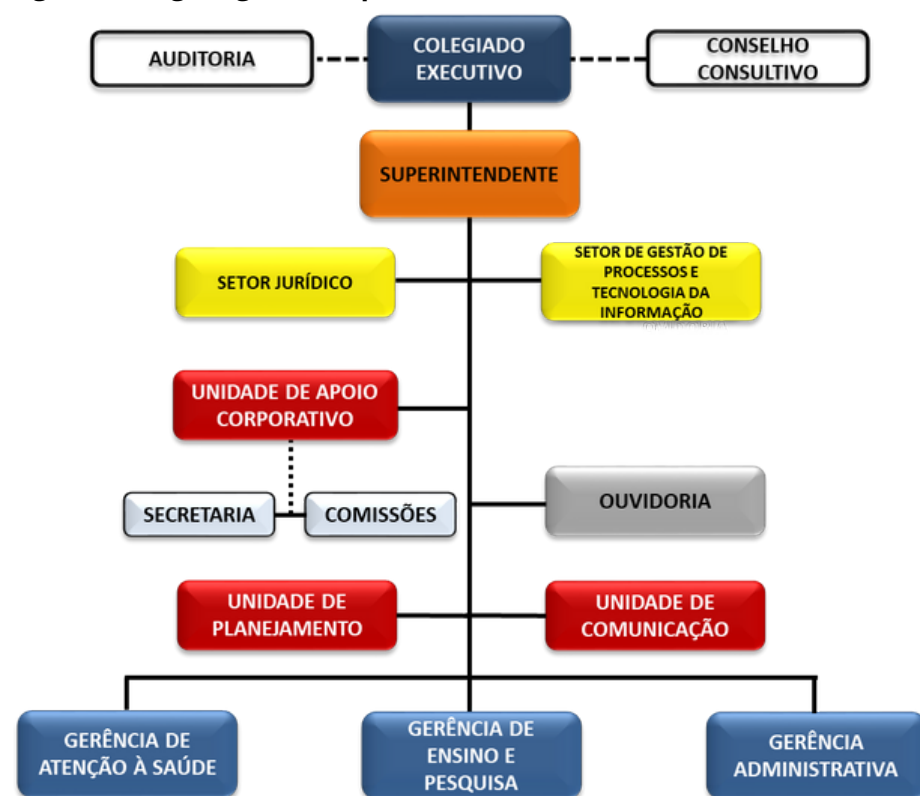 AUDITORIA
COLEGIADO
EXECUTIVO
CONSELHO
CONSULTIVO
SUPERINTENDENTE
SETOR JURÍDICO
SETOR DE GESTÃO DE
PROCESSOS E
TECNOLOGIA DA
INFORMAÇÃO
UNIDADE DE APOIO
CORPORATIVO
SECRETARIA
COMISSÕES
OUVIDORIA
UNIDADE DE
PLANEJAMENTO
UNIDADE DE
COMUNICAÇÃO
GERÊNCIA DE
ATENÇÃO À SAÚDE
GERÊNCIA DE
ENSINO E
PESQUISA
GERÊNCIA
ADMINISTRATIVA